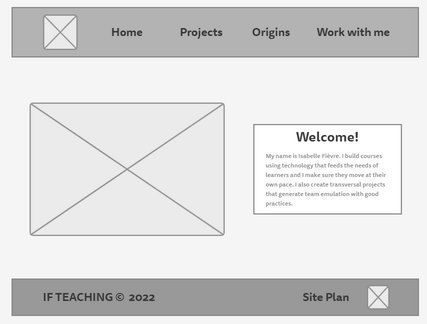 Home Projects Origins Work with me
Welcome!
My name is Isabelle Fièvre. I build courses
using technology that feeds the needs of
learners and I make sure they move at their
own pace. I also create transversal projects
that generate team emulation with good
practices.
IF TEACHING © 2022 Site Plan